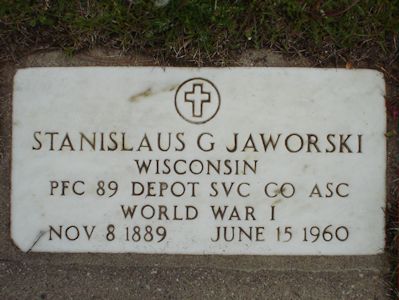 STANISLAUS G JAWORSKI
WISCONSIN
PFC 89 DEPOT SVC CO ASC
WORLD WAR I
NOV 8 1889 JUNE 15 1960